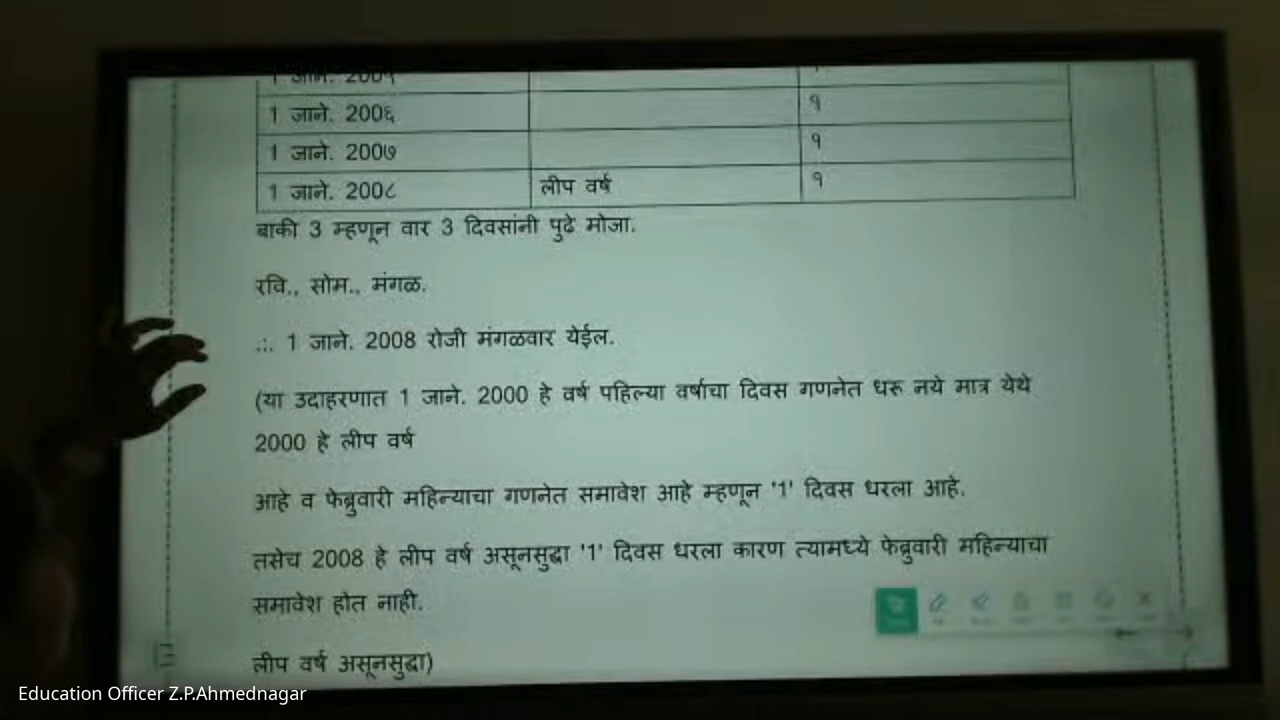 1 जाने. 200५
1 जाने. 200६ १
1 जाने. 200७ १
1 जाने. 200८ लीप वर्ष १
बाकी 3 म्हणून वार 3 दिवसांनी पुढे मोजा.
रवि., सोम., मंगळ.
∴ 1 जाने. 2008 रोजी मंगळवार येईल.
(या उदाहरणात 1 जाने. 2000 हे वर्ष पहिल्या वर्षाचा दिवस गणनेत धरू नये मात्र येथे
2000 हे लीप वर्ष
आहे व फेब्रुवारी महिन्याचा गणनेत समावेश आहे म्हणून '1' दिवस धरला आहे.
तसेच 2008 हे लीप वर्ष असूनसुद्धा '1' दिवस धरला कारण त्यामध्ये फेब्रुवारी महिन्याचा
समावेश होत नाही.
लीप वर्ष असूनसुद्धा)
Education Officer Z.P.Ahmednagar